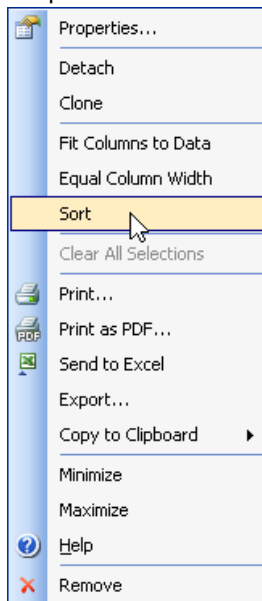 Properties...
Detach
Clone
Fit Columns to Data
Equal Column Width
Sort
Clear All Selections
Print...
PDF
Print as PDF...
Send to Excel
Export...
Copy to Clipboard
Minimize
Maximize
Help
Remove